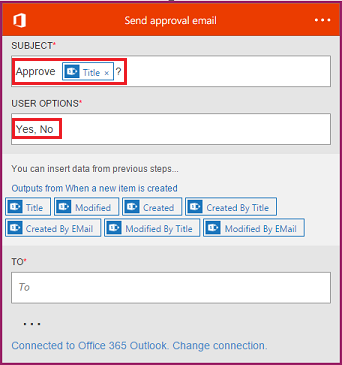 Send approval email
SUBJECT*
Approve Title × ?
USER OPTIONS*
Yes, No
You can insert data from previous steps...
Outputs from When a new item is created
Title Modified Created Created By Title
Created By EMail Modified By Title Modified By EMail
TO*
To
...
Connected to Office 365 Outlook. Change connection.